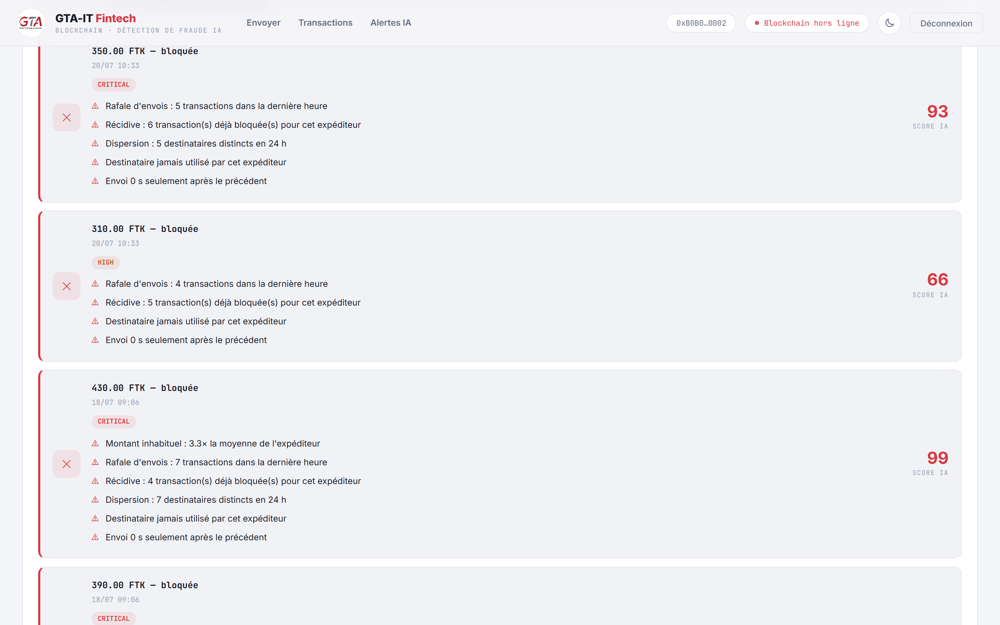 GTA
Global Technology & Associates
GTA-IT Fintech
BLOCKCHAIN · DÉTECTION DE FRAUDE IA
Envoyer
Transactions
Alertes IA
0xB0B0…0002
Blockchain hors ligne
Déconnexion
350.00 FTK — bloquée
20/07 10:33
CRITICAL
Rafale d'envois : 5 transactions dans la dernière heure
Récidive : 6 transaction(s) déjà bloquée(s) pour cet expéditeur
Dispersion : 5 destinataires distincts en 24 h
Destinataire jamais utilisé par cet expéditeur
Envoi 0 s seulement après le précédent
93
SCORE IA
310.00 FTK — bloquée
20/07 10:33
HIGH
Rafale d'envois : 4 transactions dans la dernière heure
Récidive : 5 transaction(s) déjà bloquée(s) pour cet expéditeur
Destinataire jamais utilisé par cet expéditeur
Envoi 0 s seulement après le précédent
66
SCORE IA
430.00 FTK — bloquée
18/07 09:06
CRITICAL
Montant inhabituel : 3.3× la moyenne de l'expéditeur
Rafale d'envois : 7 transactions dans la dernière heure
Récidive : 4 transaction(s) déjà bloquée(s) pour cet expéditeur
Dispersion : 7 destinataires distincts en 24 h
Destinataire jamais utilisé par cet expéditeur
Envoi 0 s seulement après le précédent
99
SCORE IA
390.00 FTK — bloquée
18/07 09:06
CRITICAL